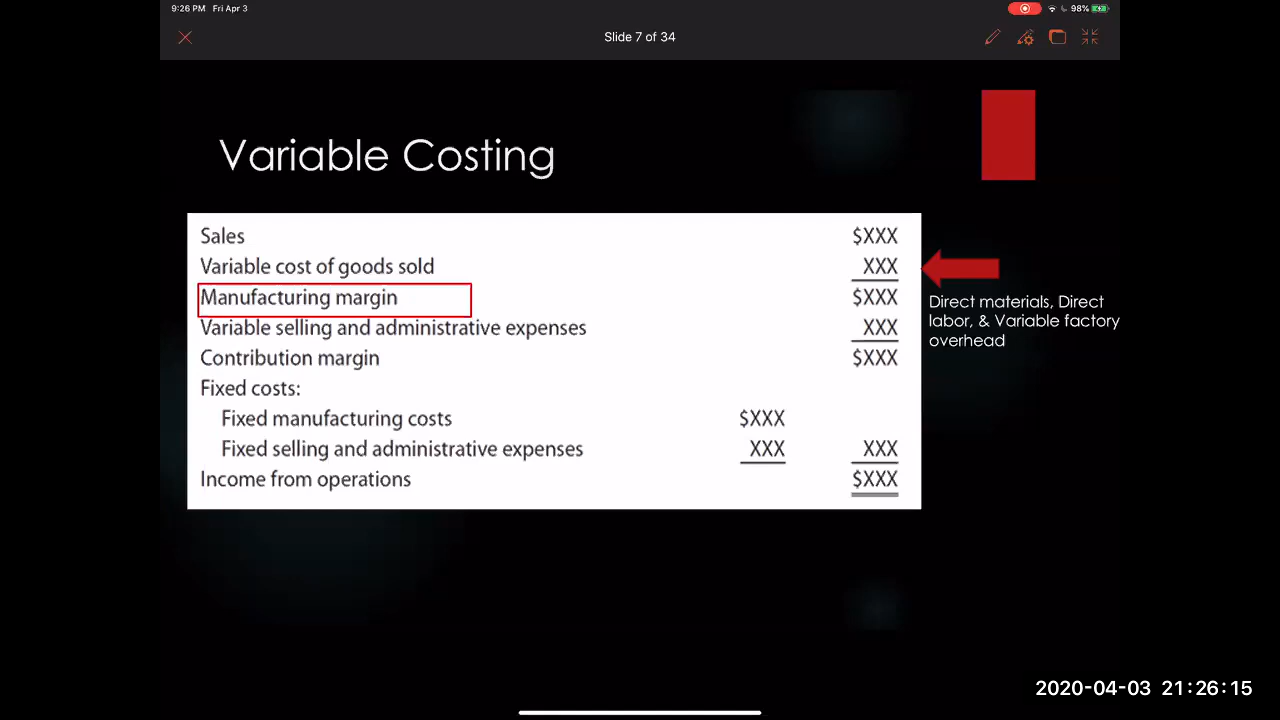 9:26 PM Fri Apr 3
98%
Slide 7 of 34
Variable Costing
Sales $XXX
Variable cost of goods sold XXX
Manufacturing margin $XXX
Variable selling and administrative expenses XXX
Contribution margin $XXX
Fixed costs:
Fixed manufacturing costs $XXX
Fixed selling and administrative expenses XXX XXX
Income from operations $XXX
Direct materials, Direct
labor, & Variable factory
overhead
2020-04-03 21:26:15